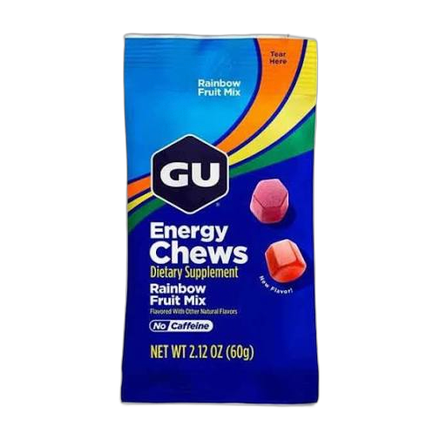 Tear
Here
Rainbow
Fruit Mix
GU
Energy
Chews
Dietary Supplement
Rainbow
Fruit Mix
Flavored With Other Natural Flavors
No Caffeine
New Flavor!
NET WT 2.12 OZ (60g)